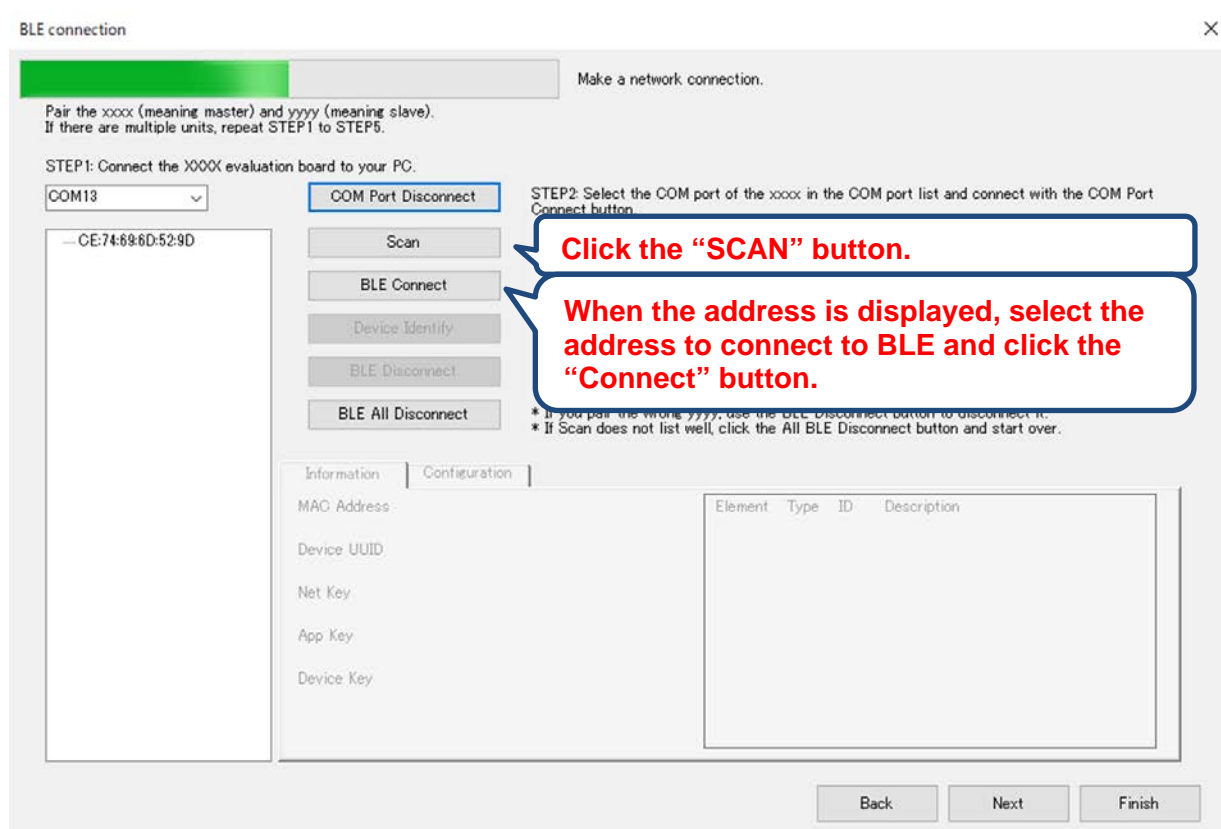 BLE connection
Make a network connection.
Pair the xxxx (meaning master) and yyyy (meaning slave).
If there are multiple units, repeat STEP1 to STEP5.
STEP1: Connect the XXXX evaluation board to your PC.
COM13
COM Port Disconnect
STEP2: Select the COM port of the xxxx in the COM port list and connect with the COM Port
Connect button.
CE:74:69:6D:52:9D
Scan
Click the “SCAN” button.
BLE Connect
When the address is displayed, select the
address to connect to BLE and click the
“Connect” button.
Device Identify
BLE Disconnect
BLE All Disconnect
* If you pair the wrong yyyy, use the BLE Disconnect button to disconnect it.
* If Scan does not list well, click the All BLE Disconnect button and start over.
Information
Configuration
MAC Address
Element Type ID Description
Device UUID
Net Key
App Key
Device Key
Back
Next
Finish